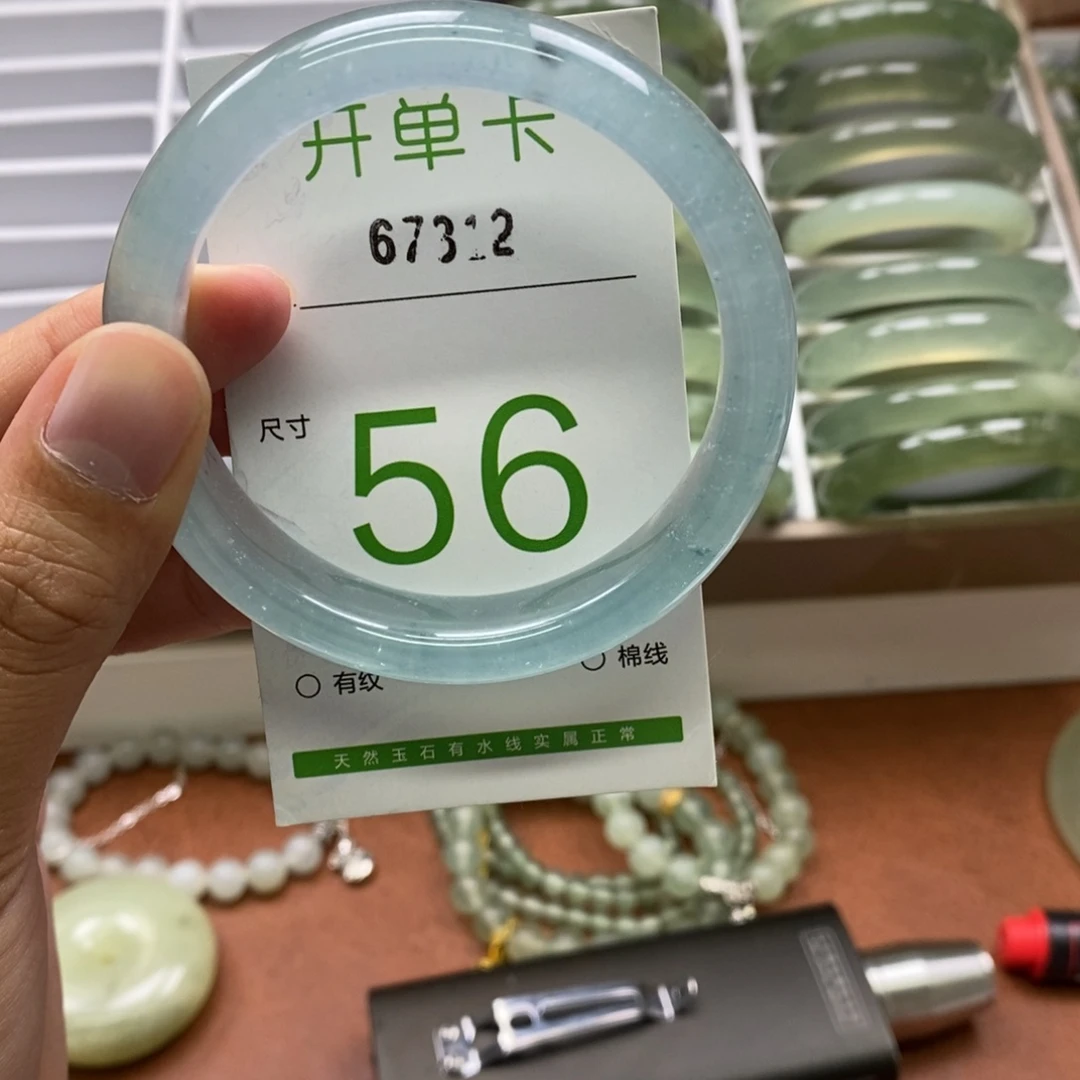 开单卡
67312
尺寸 56
有纹 棉线
天然玉石有水线实属正常